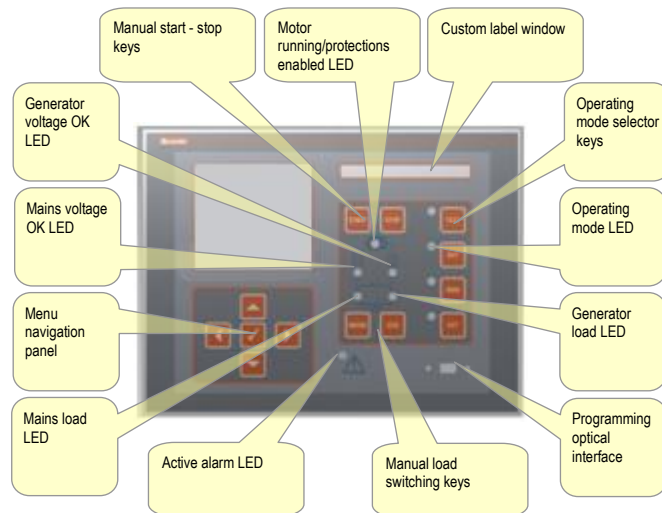 Manual start - stop
keys
Motor
running/protections
enabled LED
Custom label window
Generator
voltage OK
LED
Operating
mode selector
keys
Mains voltage
OK LED
Operating
mode LED
Menu
navigation
panel
Generator
load LED
Mains load
LED
Active alarm LED
Manual load
switching keys
Programming
optical
interface